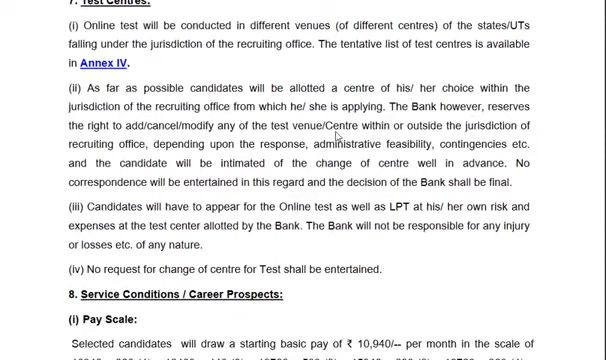 7. Test Centres:
(i) Online test will be conducted in different venues (of different centres) of the states/UTs
falling under the jurisdiction of the recruiting office. The tentative list of test centres is available
in Annex IV.
(ii) As far as possible candidates will be allotted a centre of his/ her choice within the
jurisdiction of the recruiting office from which he/ she is applying. The Bank however, reserves
the right to add/cancel/modify any of the test venue/Centre within or outside the jurisdiction of
recruiting office, depending upon the response, administrative feasibility, contingencies etc.
and the candidate will be intimated of the change of centre well in advance. No
correspondence will be entertained in this regard and the decision of the Bank shall be final.
(iii) Candidates will have to appear for the Online test as well as LPT at his/ her own risk and
expenses at the test center allotted by the Bank. The Bank will not be responsible for any injury
or losses etc. of any nature.
(iv) No request for change of centre for Test shall be entertained.
8. Service Conditions / Career Prospects:
(i) Pay Scale:
Selected candidates will draw a starting basic pay of ₹ 10,940/-- per month in the scale of